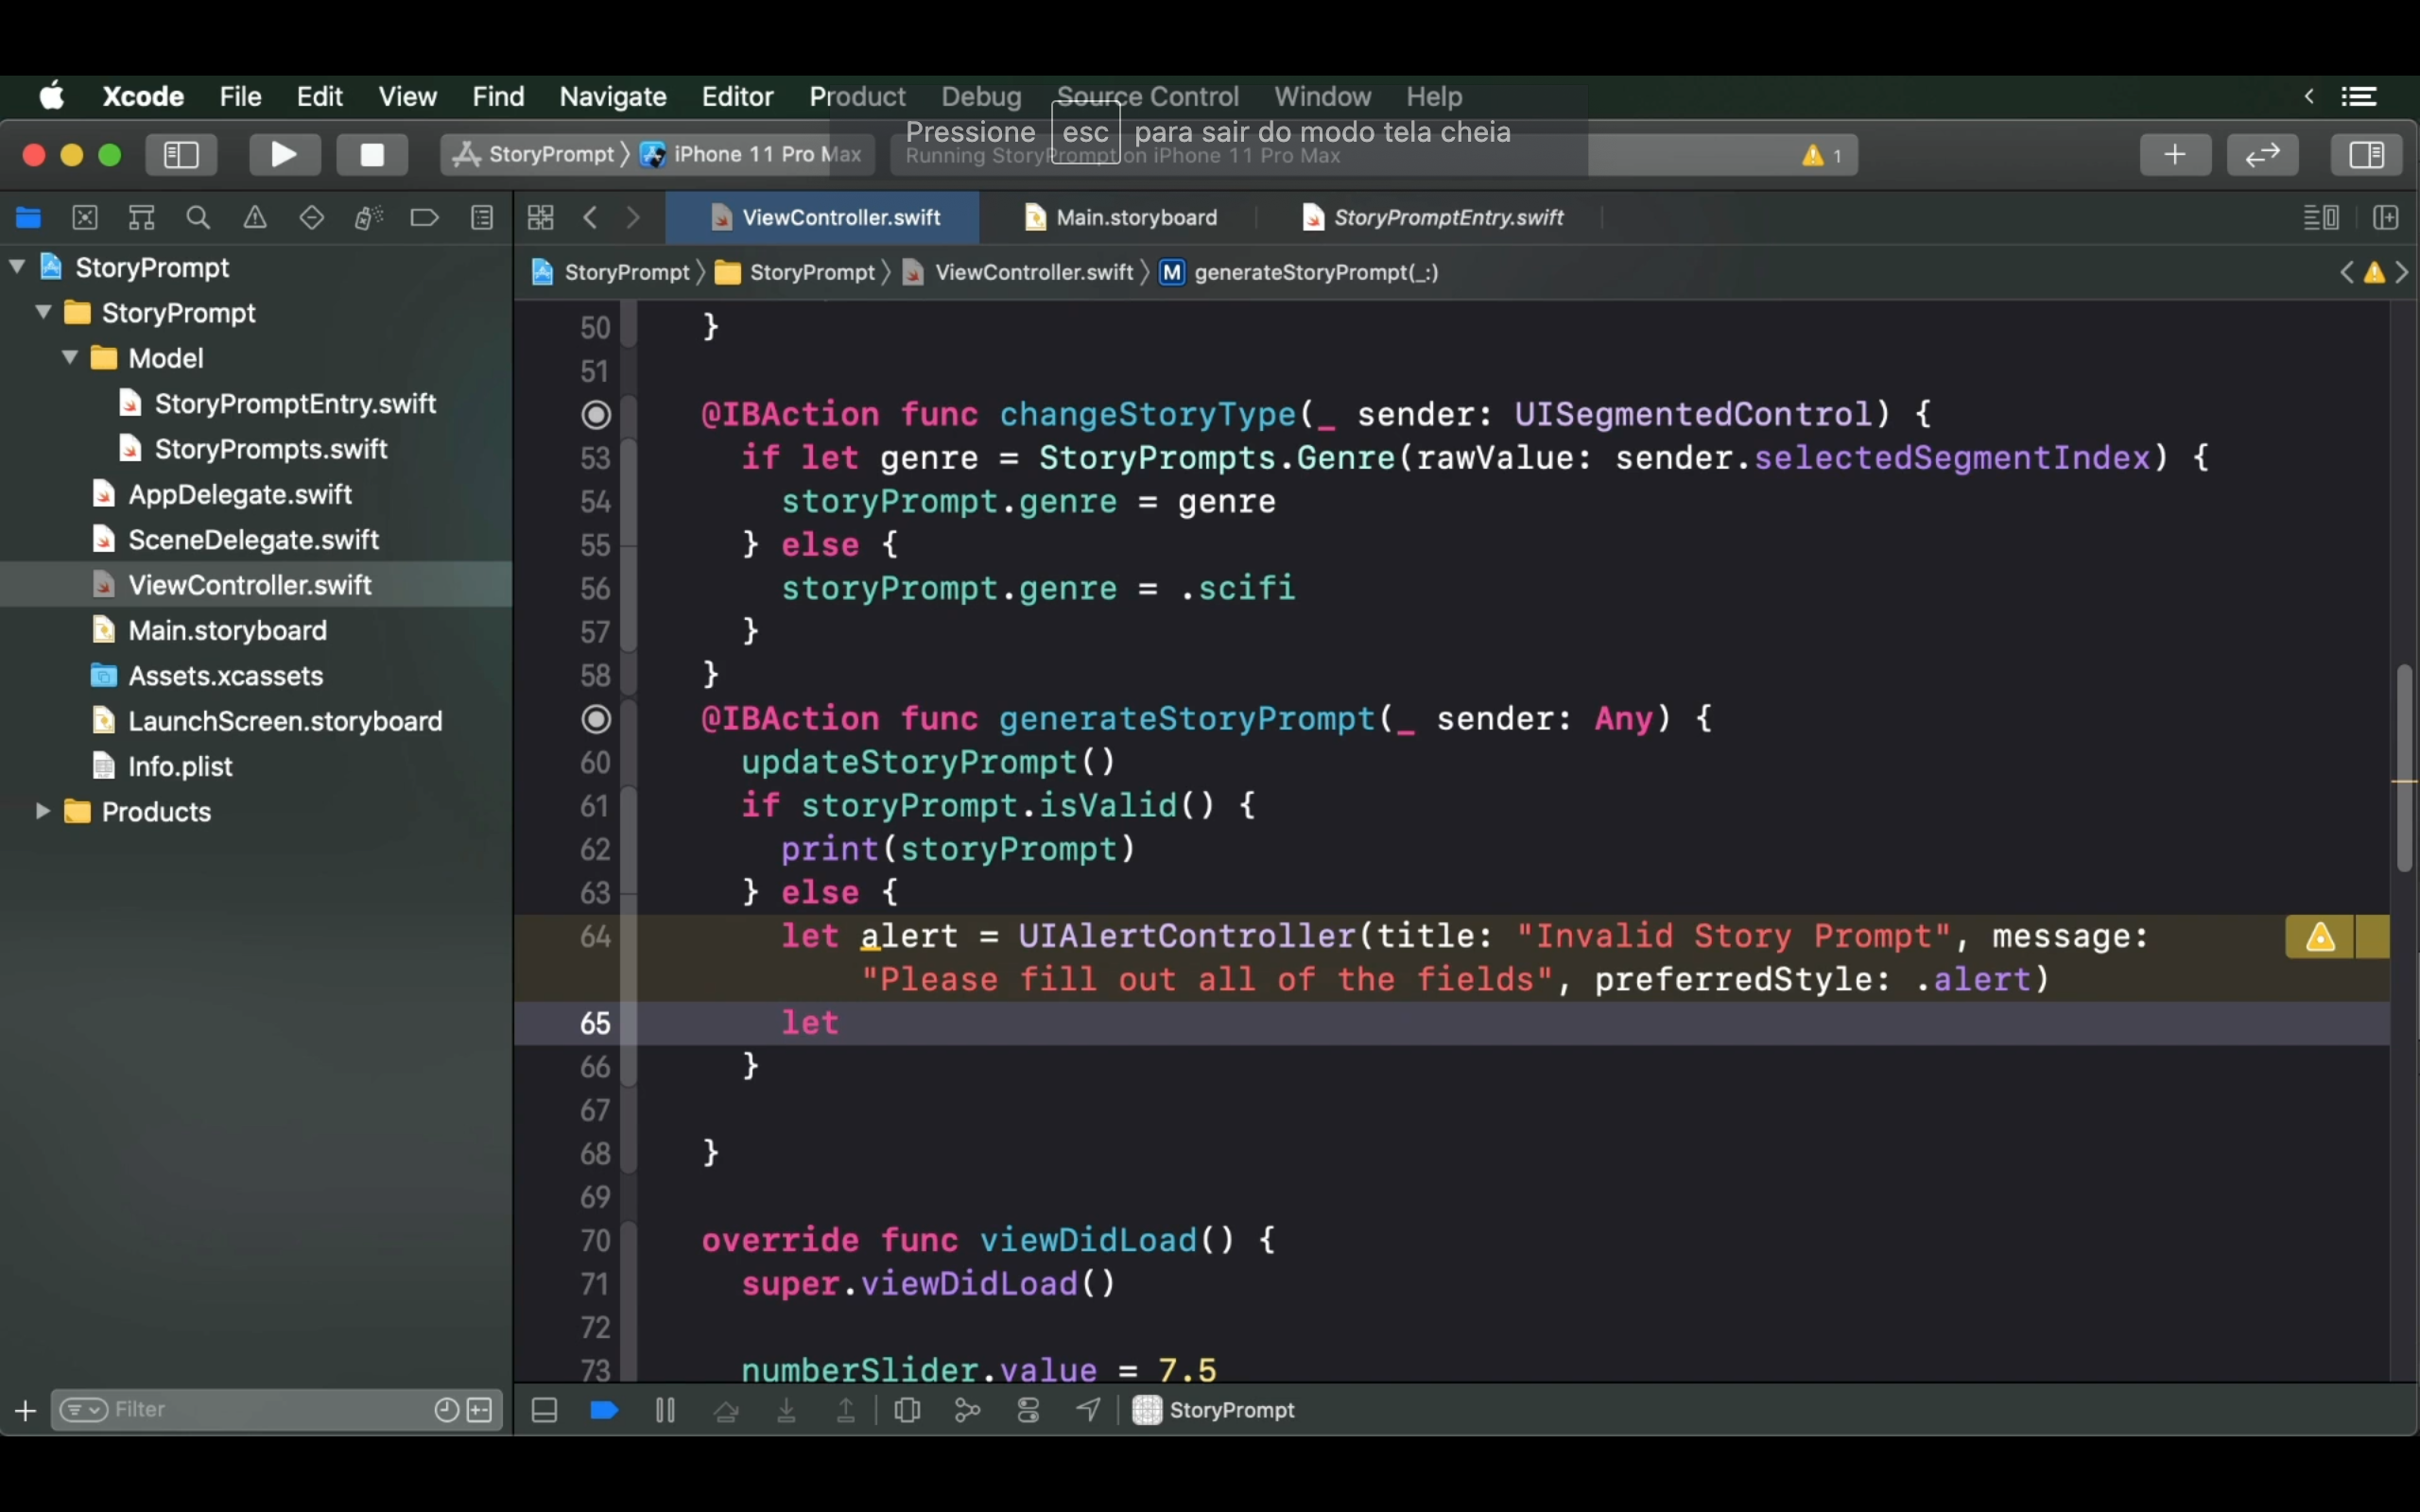 Xcode File Edit View Find Navigate Editor Product Debug Source Control Window Help
Pressione esc para sair do modo tela cheia
StoryPrompt 〉 iPhone 11 Pro Max Running StoryPrompt on iPhone 11 Pro Max 1
ViewController.swift Main.storyboard StoryPromptEntry.swift
StoryPrompt 〉 StoryPrompt 〉 ViewController.swift 〉 M generateStoryPrompt(_:)
StoryPrompt
StoryPrompt
Model
StoryPromptEntry.swift
StoryPrompts.swift
AppDelegate.swift
SceneDelegate.swift
ViewController.swift
Main.storyboard
Assets.xcassets
LaunchScreen.storyboard
Info.plist
Products
Filter
50 }
51
@IBAction func changeStoryType(_ sender: UISegmentedControl) {
53 if let genre = StoryPrompts.Genre(rawValue: sender.selectedSegmentIndex) {
54 storyPrompt.genre = genre
55 } else {
56 storyPrompt.genre = .scifi
57 }
58 }
@IBAction func generateStoryPrompt(_ sender: Any) {
60 updateStoryPrompt()
61 if storyPrompt.isValid() {
62 print(storyPrompt)
63 } else {
64 let alert = UIAlertController(title: "Invalid Story Prompt", message:
"Please fill out all of the fields", preferredStyle: .alert)
65 let
66 }
67
68 }
69
70 override func viewDidLoad() {
71 super.viewDidLoad()
72
73 numberSlider.value = 7.5
StoryPrompt